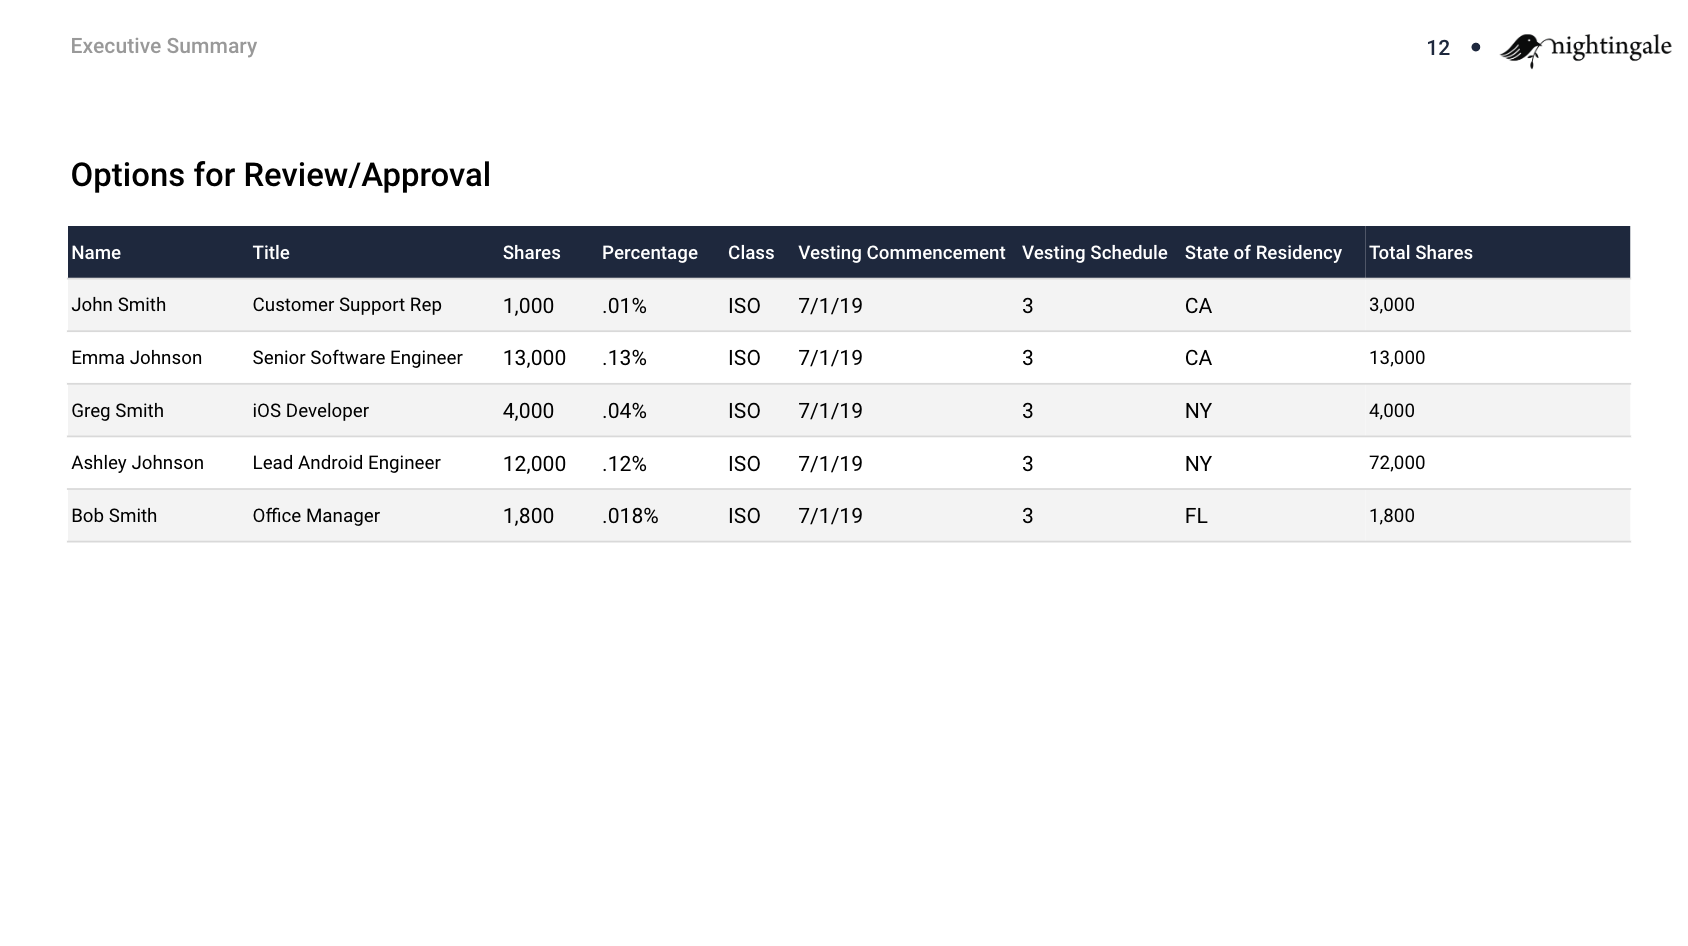 Executive Summary
12 • nightingale
Options for Review/Approval
Name Title Shares Percentage Class Vesting Commencement Vesting Schedule State of Residency Total Shares
John Smith Customer Support Rep 1,000 .01% ISO 7/1/19 3 CA 3,000
Emma Johnson Senior Software Engineer 13,000 .13% ISO 7/1/19 3 CA 13,000
Greg Smith iOS Developer 4,000 .04% ISO 7/1/19 3 NY 4,000
Ashley Johnson Lead Android Engineer 12,000 .12% ISO 7/1/19 3 NY 72,000
Bob Smith Office Manager 1,800 .018% ISO 7/1/19 3 FL 1,800